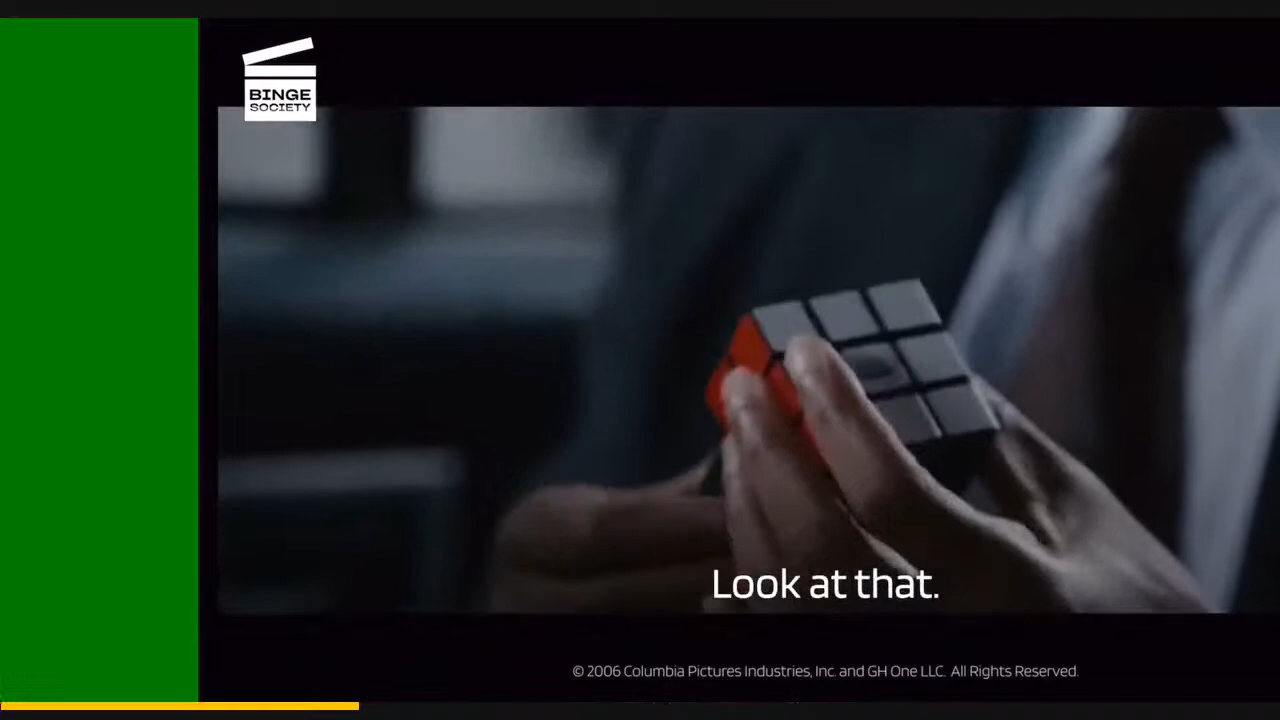 BINGE
SOCIETY
Look at that.
© 2006 Columbia Pictures Industries, Inc. and GH One LLC. All Rights Reserved.